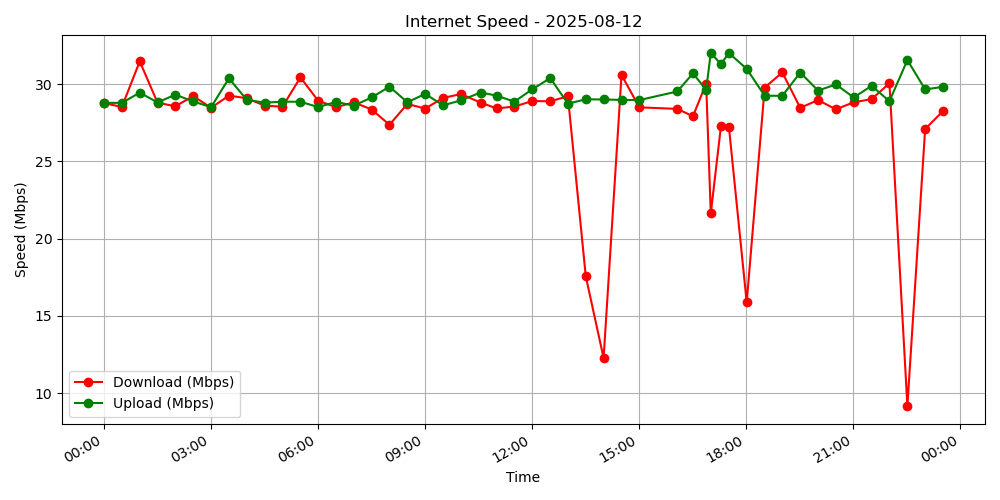 Internet Speed - 2025-08-12
Speed (Mbps)
30
25
20
15
10
Download (Mbps)
Upload (Mbps)
00:00
03:00
06:00
09:00
12:00
15:00
18:00
21:00
00:00
Time